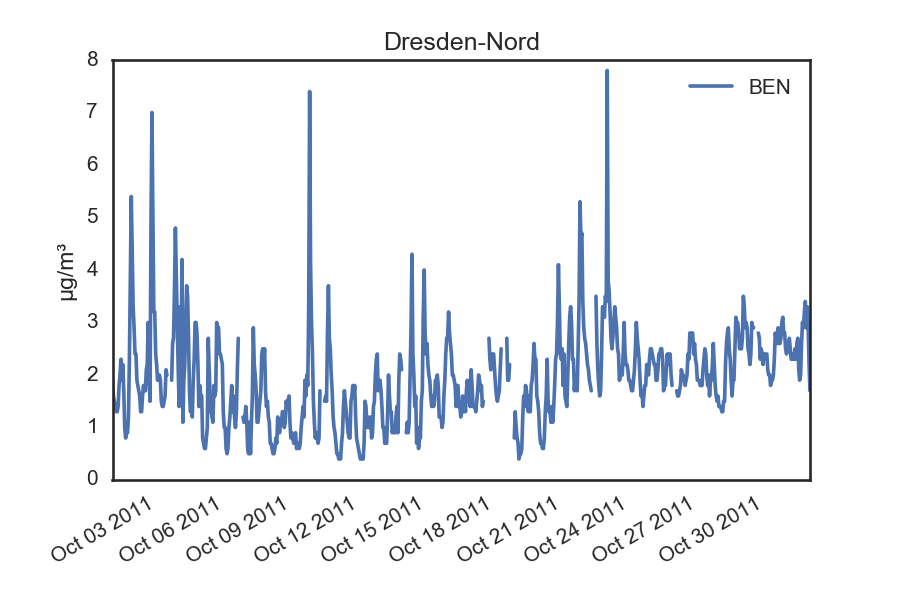 Dresden-Nord
8
7
6
5
4
3
2
1
0
µg/m³
BEN
Oct 03 2011
Oct 06 2011
Oct 09 2011
Oct 12 2011
Oct 15 2011
Oct 18 2011
Oct 21 2011
Oct 24 2011
Oct 27 2011
Oct 30 2011